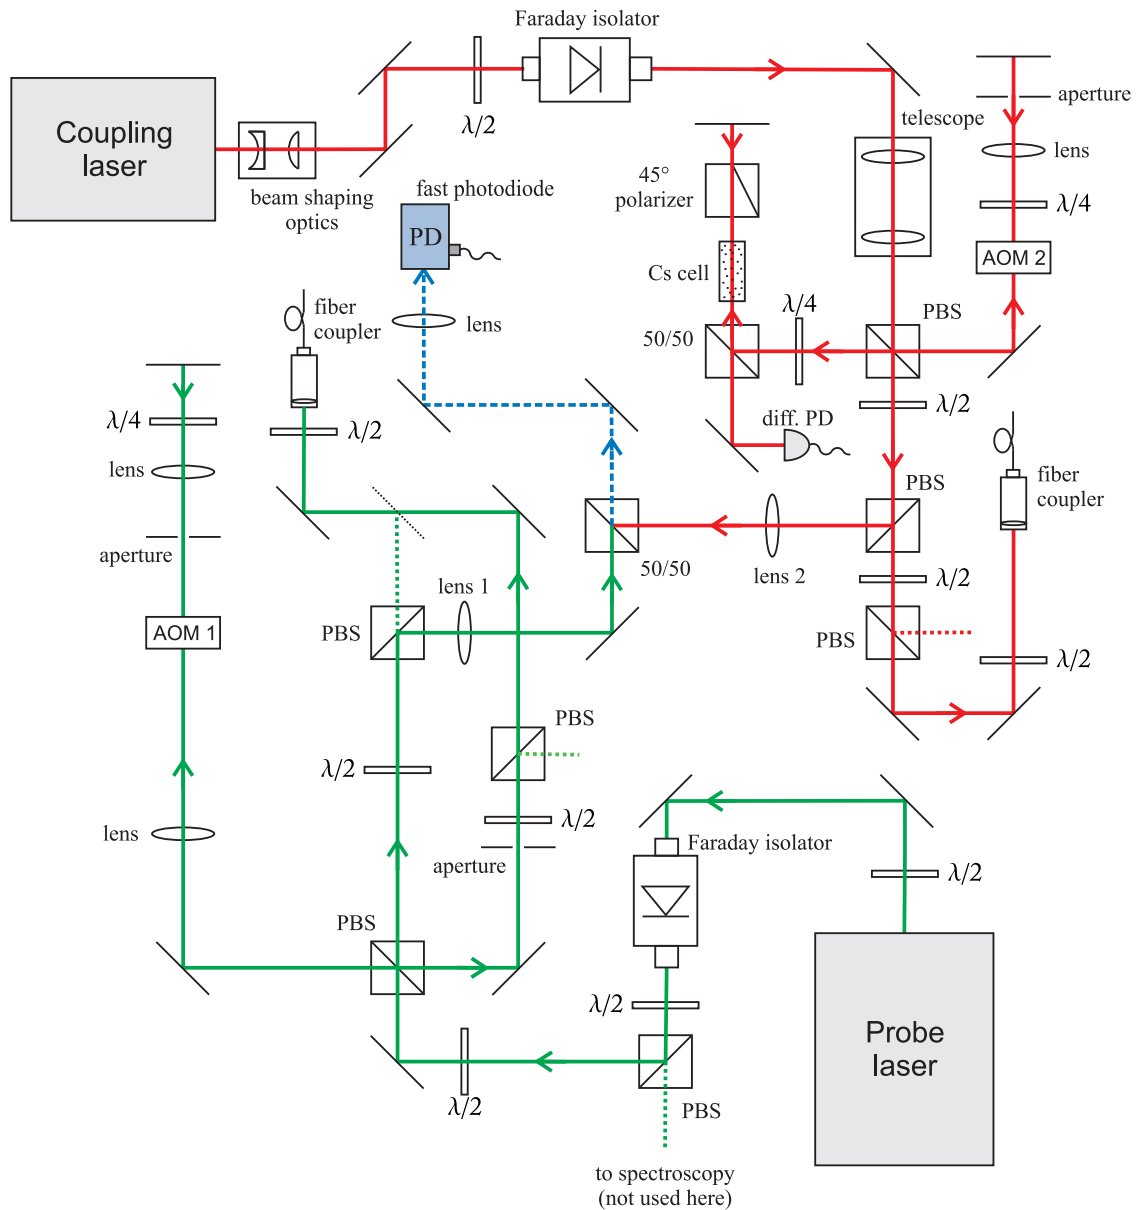 Faraday isolator
Coupling
laser
λ/2
beam shaping
optics
aperture
telescope
lens
45°
polarizer
λ/4
fast photodiode
PD
AOM 2
Cs cell
λ/4
PBS
fiber
coupler
lens
50/50
λ/4
λ/2
λ/2
diff. PD
lens
PBS
fiber
coupler
aperture
50/50
lens 2
λ/2
lens 1
AOM 1
PBS
PBS
λ/2
PBS
λ/2
lens
λ/2
aperture
Faraday isolator
λ/2
PBS
λ/2
Probe
laser
λ/2
PBS
to spectroscopy
(not used here)